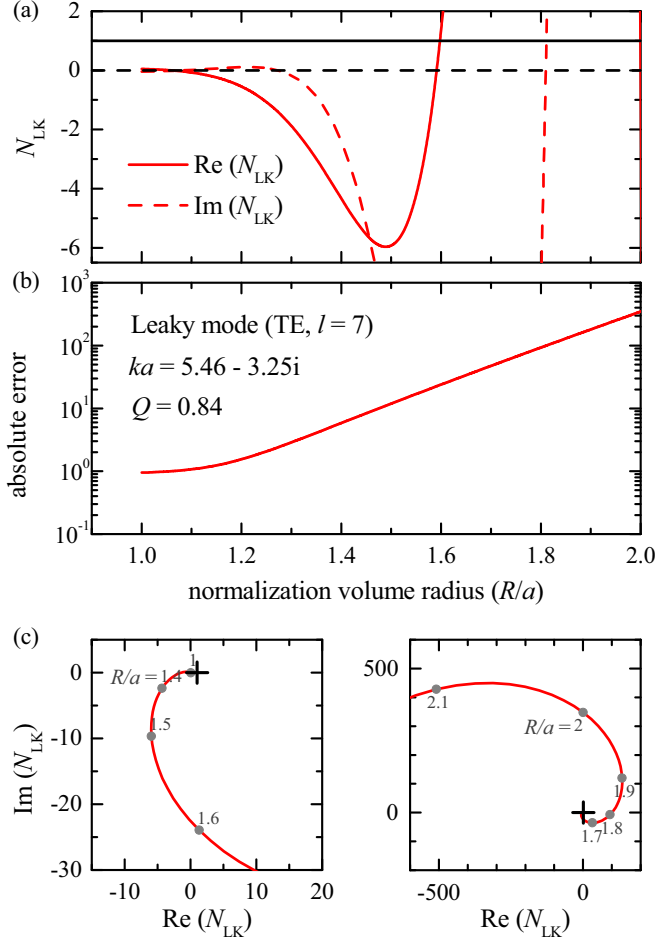 (a)
2
0
-2
-4
-6
N_LK
Re (N_LK)
Im (N_LK)
(b)
10^3
10^2
10^1
10^0
10^-1
absolute error
Leaky mode (TE, l = 7)
ka = 5.46 - 3.25i
Q = 0.84
1.0 1.2 1.4 1.6 1.8 2.0
normalization volume radius (R/a)
(c)
0
-10
-20
-30
Im (N_LK)
R/a= 1.4
1
1.5
1.6
-10 0 10 20
Re (N_LK)
500
0
2.1
R/a= 2
1.9
1.8
1.7
-500 0
Re (N_LK)